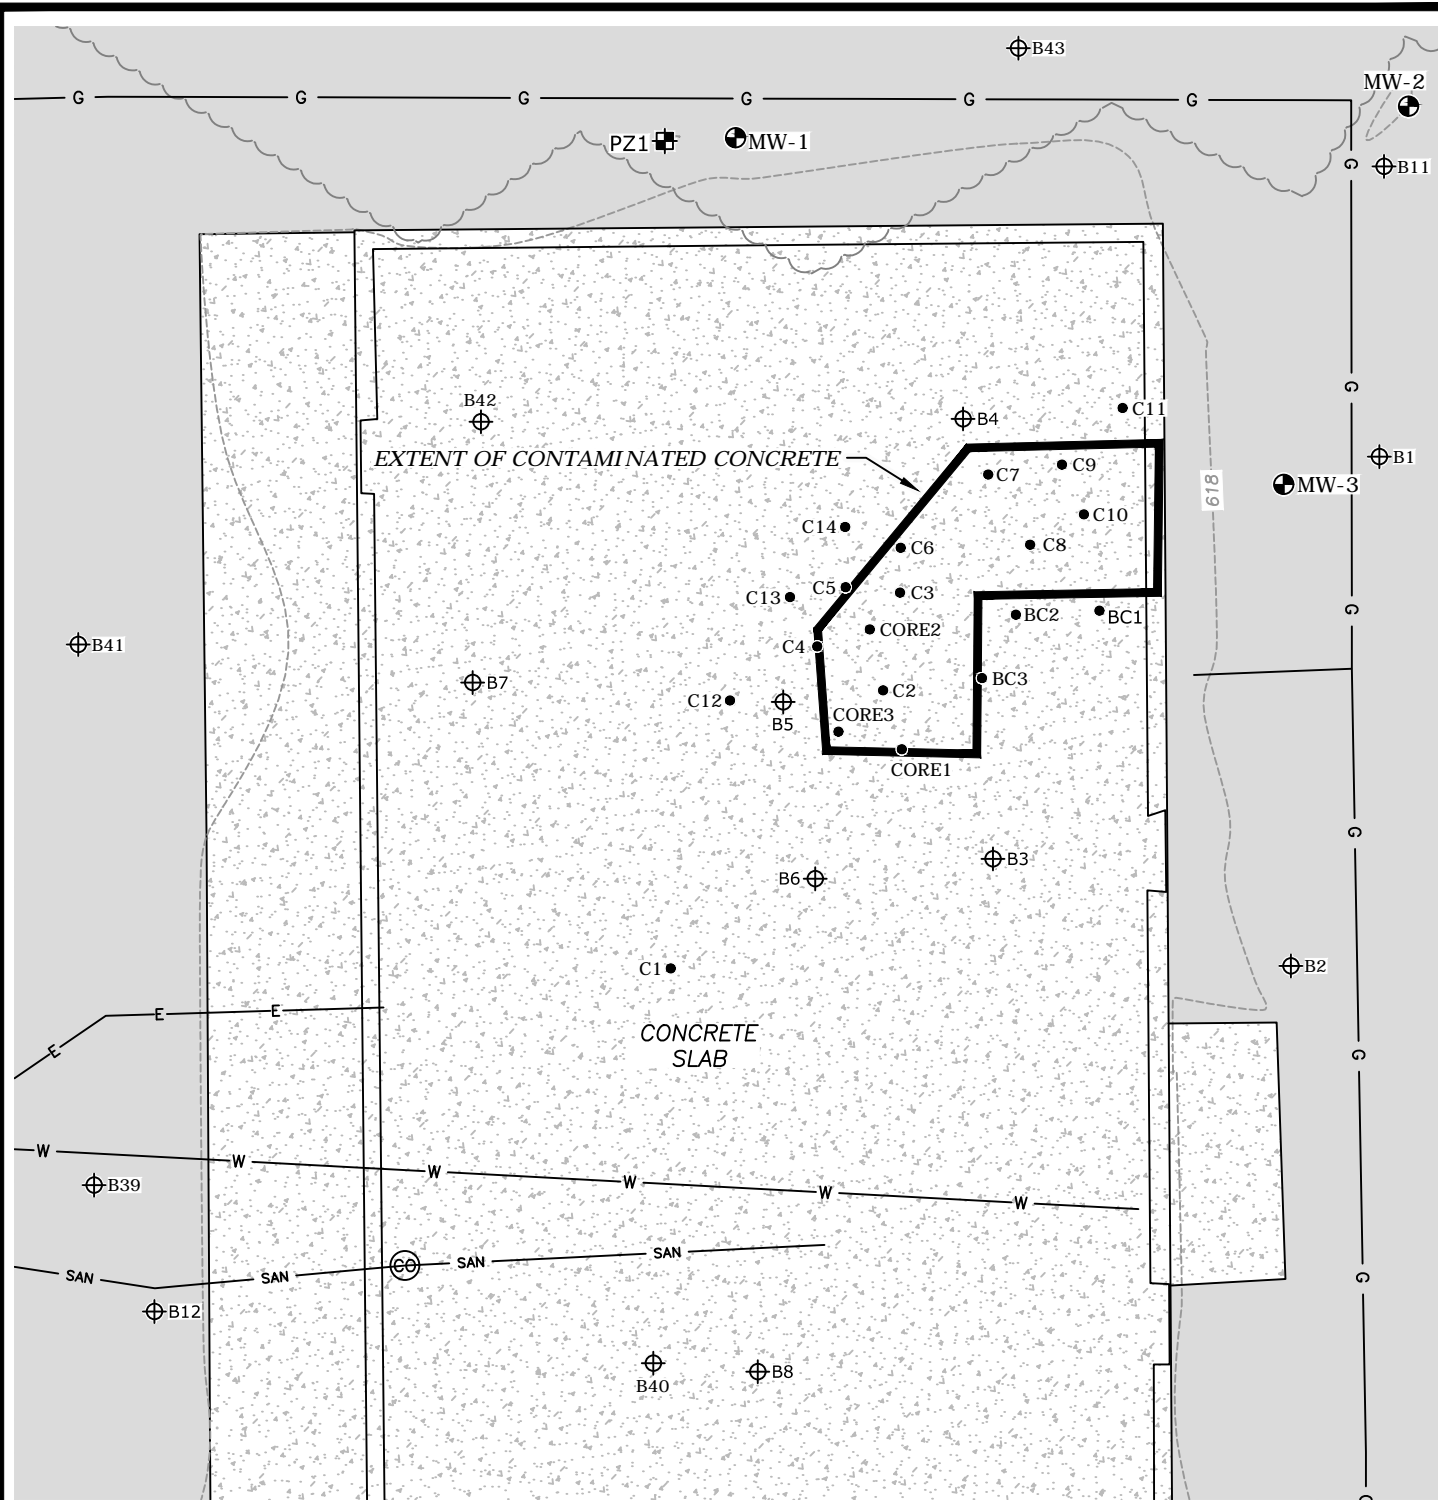 B43
MW-2
G G G G G G
PZ1
MW-1
G
B11
G
C11
B42
B4
EXTENT OF CONTAMINATED CONCRETE
C9
C7
B1
MW-3
618
C14
C10
C6
C8
C5
C13
C3
G
BC2
BC1
CORE2
B41
C4
BC3
B7
C2
C12
CORE3
B5
CORE1
G
B3
B6
C1
B2
E E
E
CONCRETE
SLAB
G
W W W W W W
B39
SAN SAN CO SAN SAN
G
B12
B40
B8
G